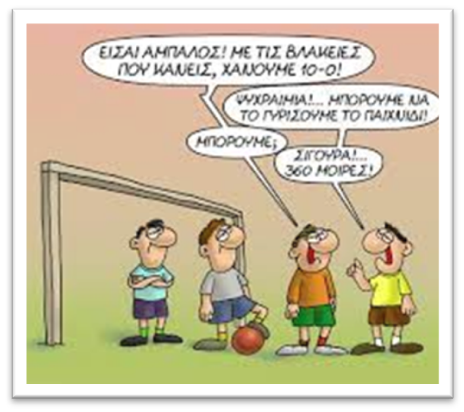 ΕΙΣΑΙ ΑΜΠΑΛΟΣ! ΜΕ ΤΙΣ ΒΛΑΚΕΙΕΣ
ΠΟΥ ΚΑΝΕΙΣ, ΧΑΝΟΥΜΕ 10-0!
ΨΥΧΡΑΙΜΙΑ!... ΜΠΟΡΟΥΜΕ ΝΑ
ΤΟ ΓΥΡΙΣΟΥΜΕ ΤΟ ΠΑΙΧΝΙΔΙ!
ΜΠΟΡΟΥΜΕ;
ΣΙΓΟΥΡΑ!...
360 ΜΟΙΡΕΣ!